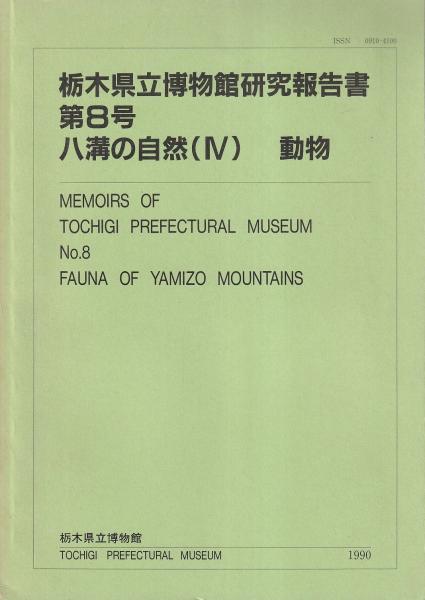 ISSN
栃木県立博物館研究報告書
第8号
八溝の自然(Ⅳ) 動物
MEMOIRS OF
TOCHIGI PREFECTURAL MUSEUM
No.8
FAUNA OF YAMIZO MOUNTAINS
栃木県立博物館
TOCHIGI PREFECTURAL MUSEUM 1990